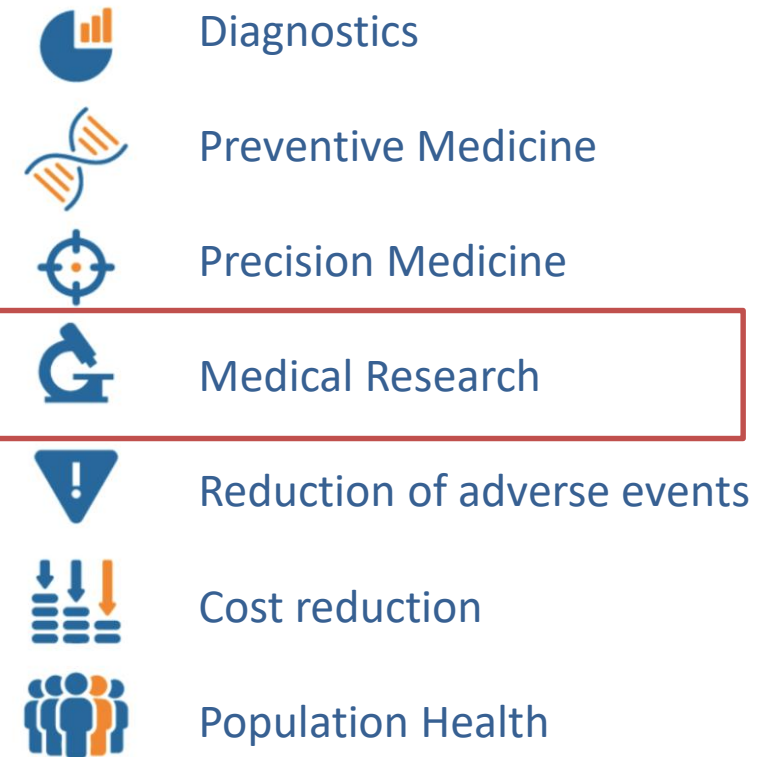 Diagnostics
Preventive Medicine
Precision Medicine
Medical Research
Reduction of adverse events
Cost reduction
Population Health